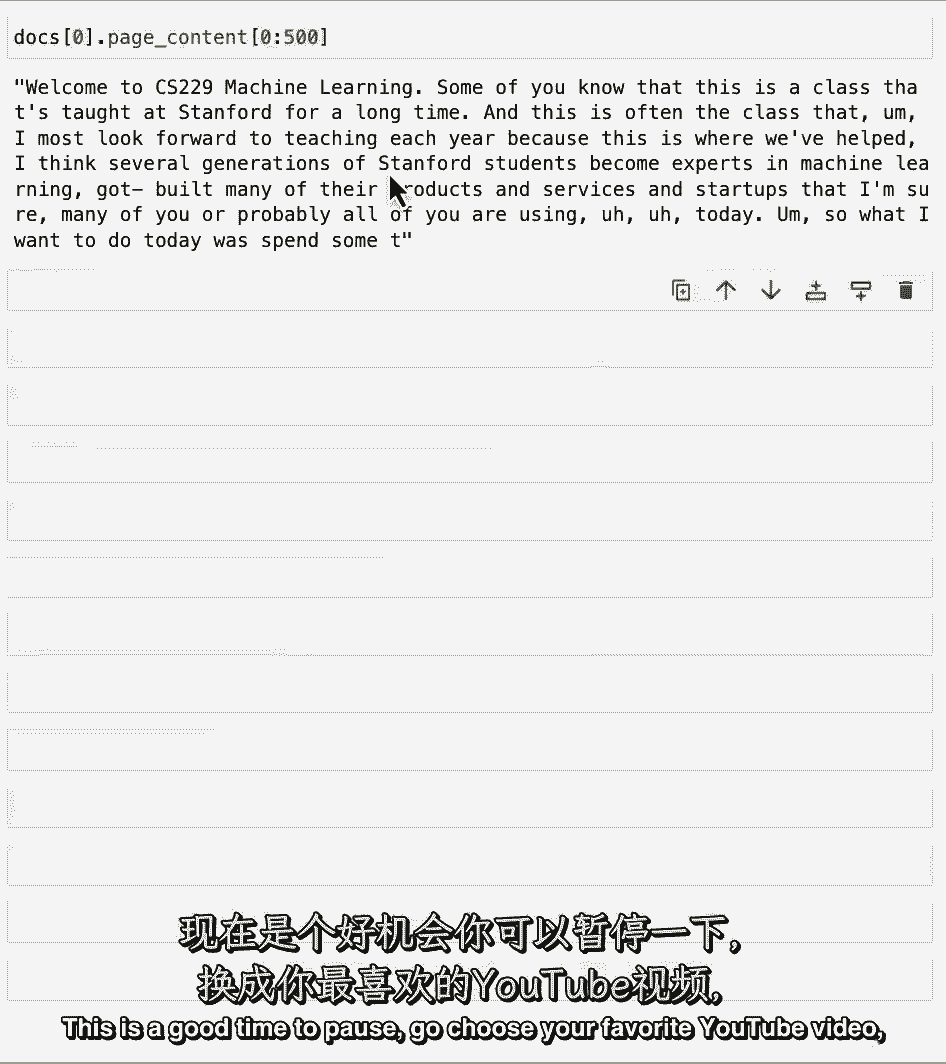 docs[0].page_content[0:500]
"Welcome to CS229 Machine Learning. Some of you know that this is a class tha
t's taught at Stanford for a long time. And this is often the class that, um,
I most look forward to teaching each year because this is where we've helped,
I think several generations of Stanford students become experts in machine lea
rning, got— built many of their products and services and startups that I'm su
re, many of you or probably all of you are using, uh, uh, today. Um, so what I
want to do today was spend some t"
现在是个好机会你可以暂停一下,
换成你最喜欢的YouTube视频,
This is a good time to pause, go choose your favorite YouTube video,